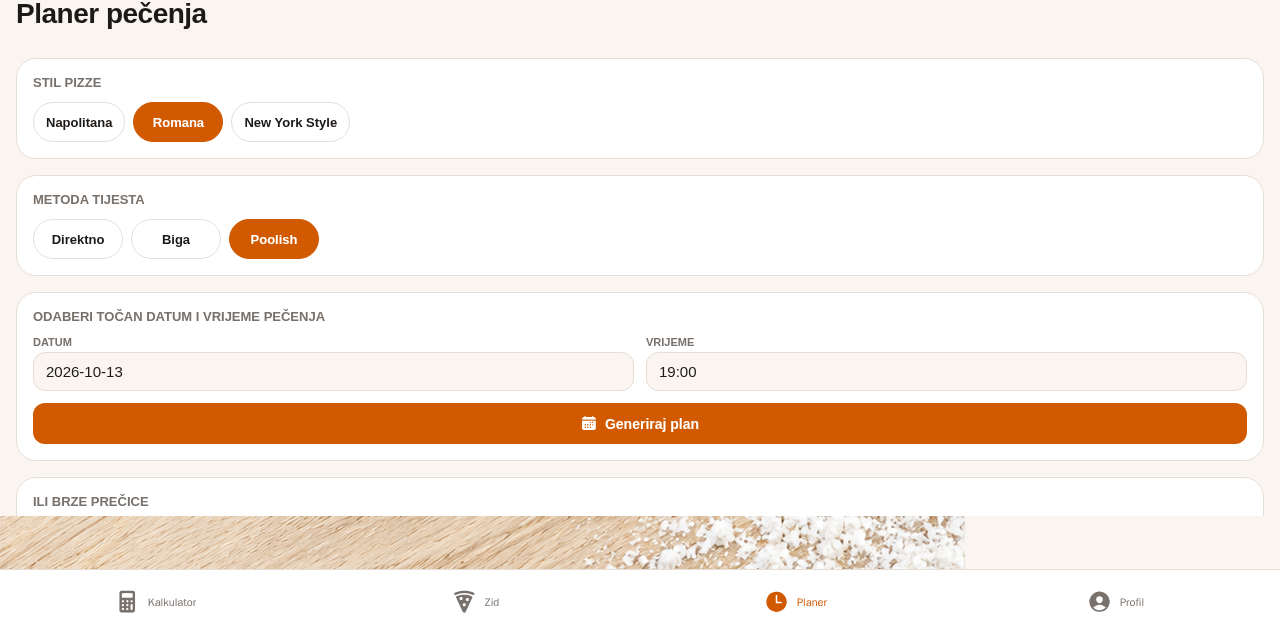 Planer pečenja
STIL PIZZE
Napolitana
Romana
New York Style
METODA TIJESTA
Direktno
Biga
Poolish
ODABERI TOČAN DATUM I VRIJEME PEČENJA
DATUM
VRIJEME
2026-10-13
19:00
Generiraj plan
ILI BRZE PREČICE
Kalkulator
Zid
Planer
Profil